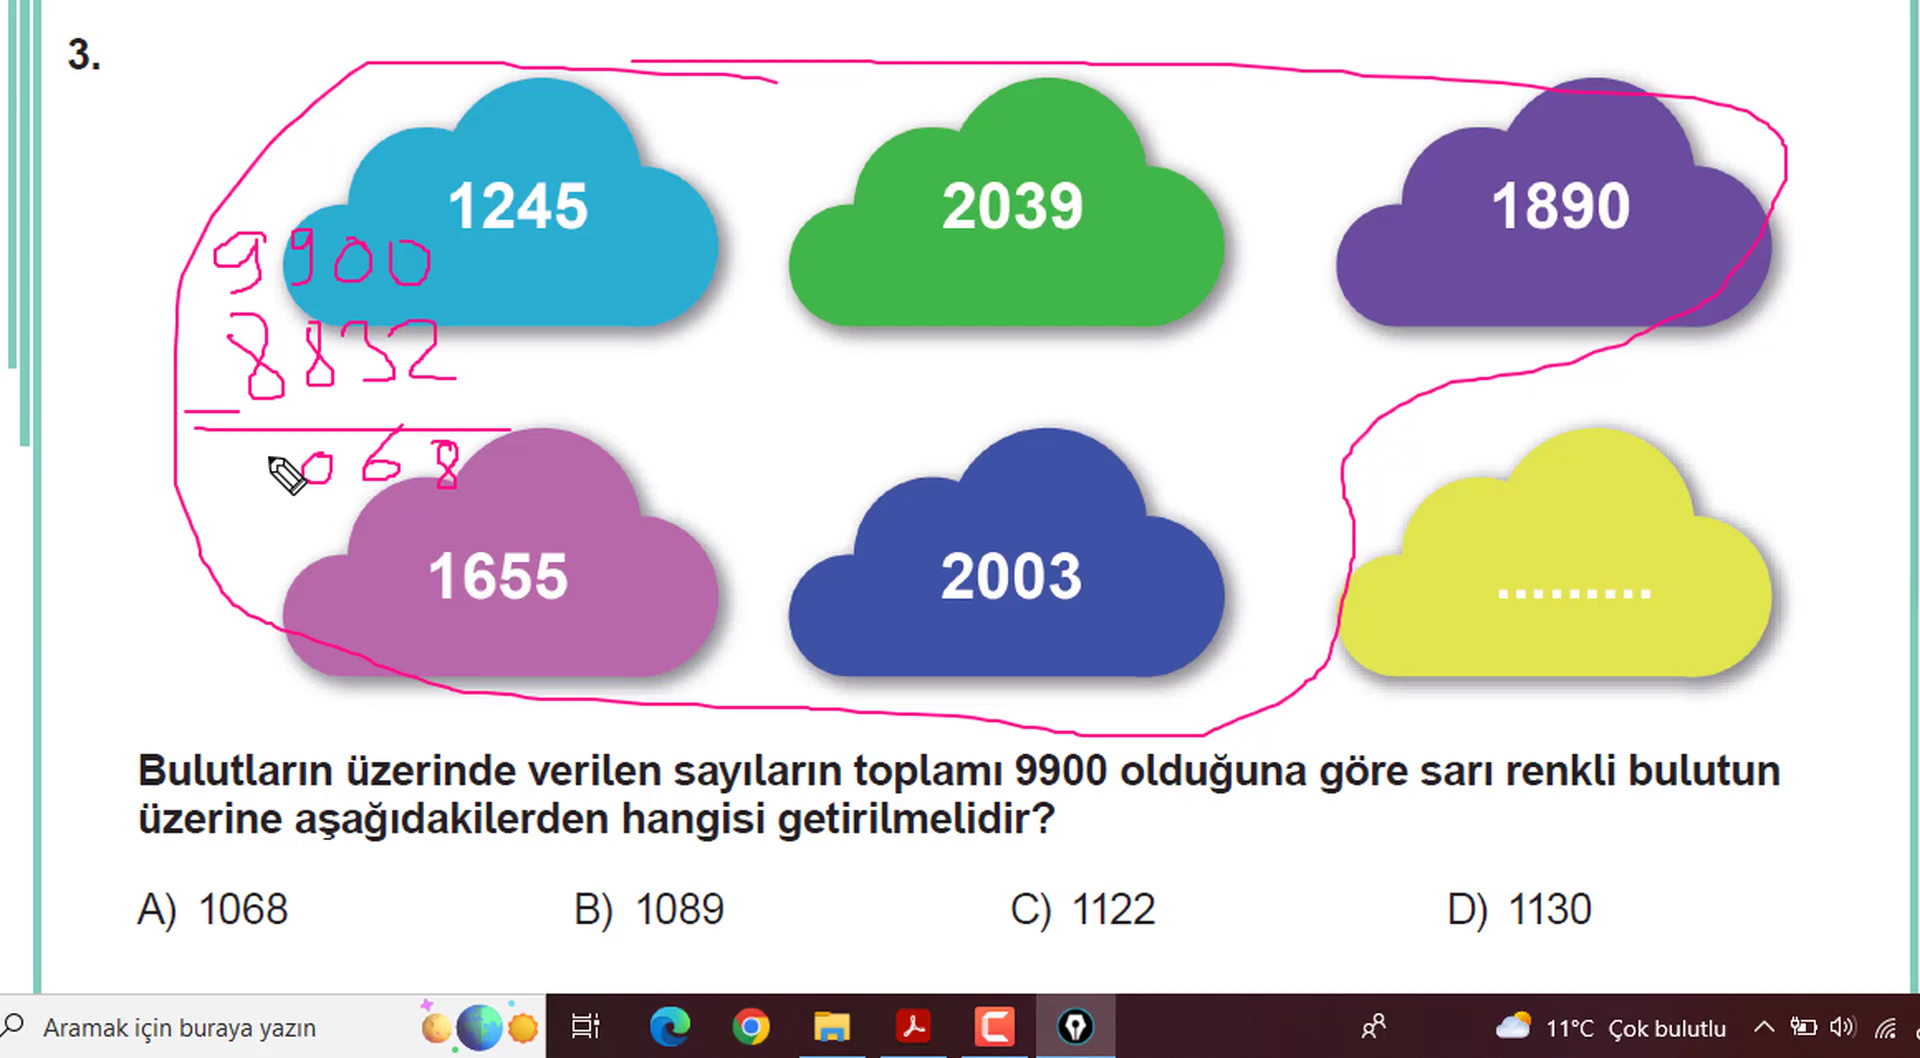 3.
1245 2039 1890
9900
8832
068
1655 2003 .........
Bulutların üzerinde verilen sayıların toplamı 9900 olduğuna göre sarı renkli bulutun
üzerine aşağıdakilerden hangisi getirilmelidir?
A) 1068 B) 1089 C) 1122 D) 1130
Aramak için buraya yazın 11°C Çok bulutlu